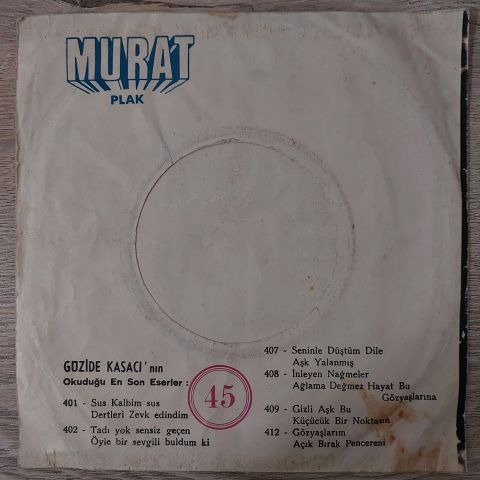 MURAT
PLAK
GÜZİDE KASACI'nın
Okuduğu En Son Eserler :
401 - Sus Kalbim sus
Dertleri Zevk edindim
402 - Tadı yok sensiz geçen
Öyle bir sevgili buldum ki
45
407 - Seninle Düştüm Dile
Aşk Yalanmış
408 - İnleyen Nağmeler
Ağlama Değmez Hayat Bu
Gözyaşlarına
409 - Gizli Aşk Bu
Küçücük Bir Noktasın
412 - Gözyaşlarım
Açık Bırak Pencereni